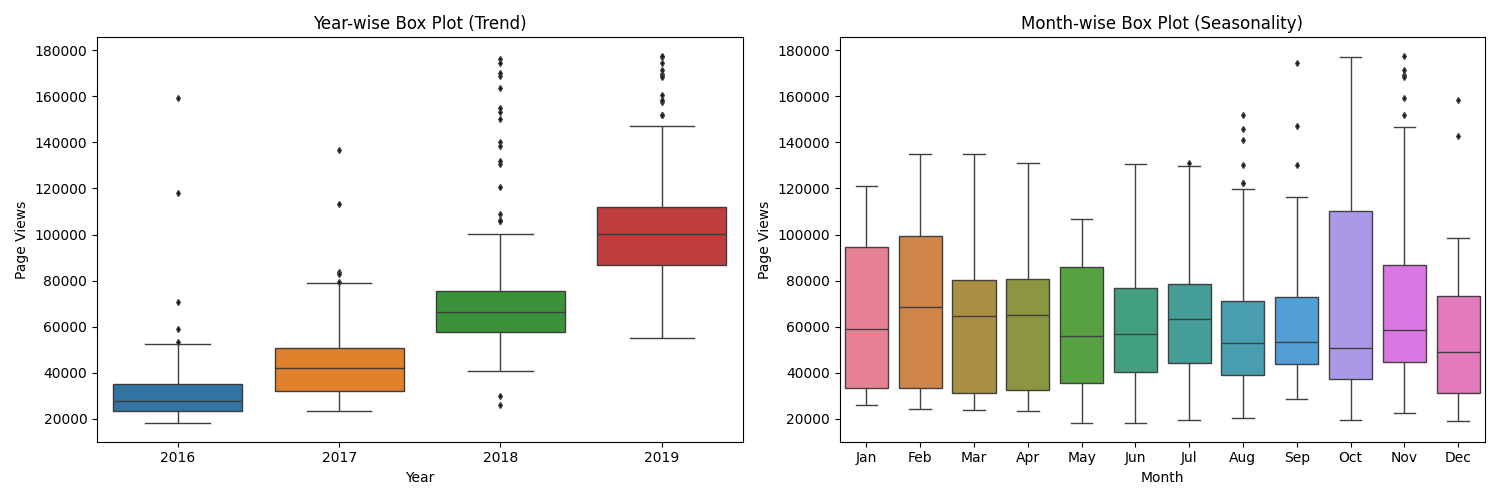 Year-wise Box Plot (Trend)
Page Views
180000
160000
140000
120000
100000
80000
60000
40000
20000
2016 2017 2018 2019
Year
Month-wise Box Plot (Seasonality)
Page Views
180000
160000
140000
120000
100000
80000
60000
40000
20000
Jan Feb Mar Apr May Jun Jul Aug Sep Oct Nov Dec
Month